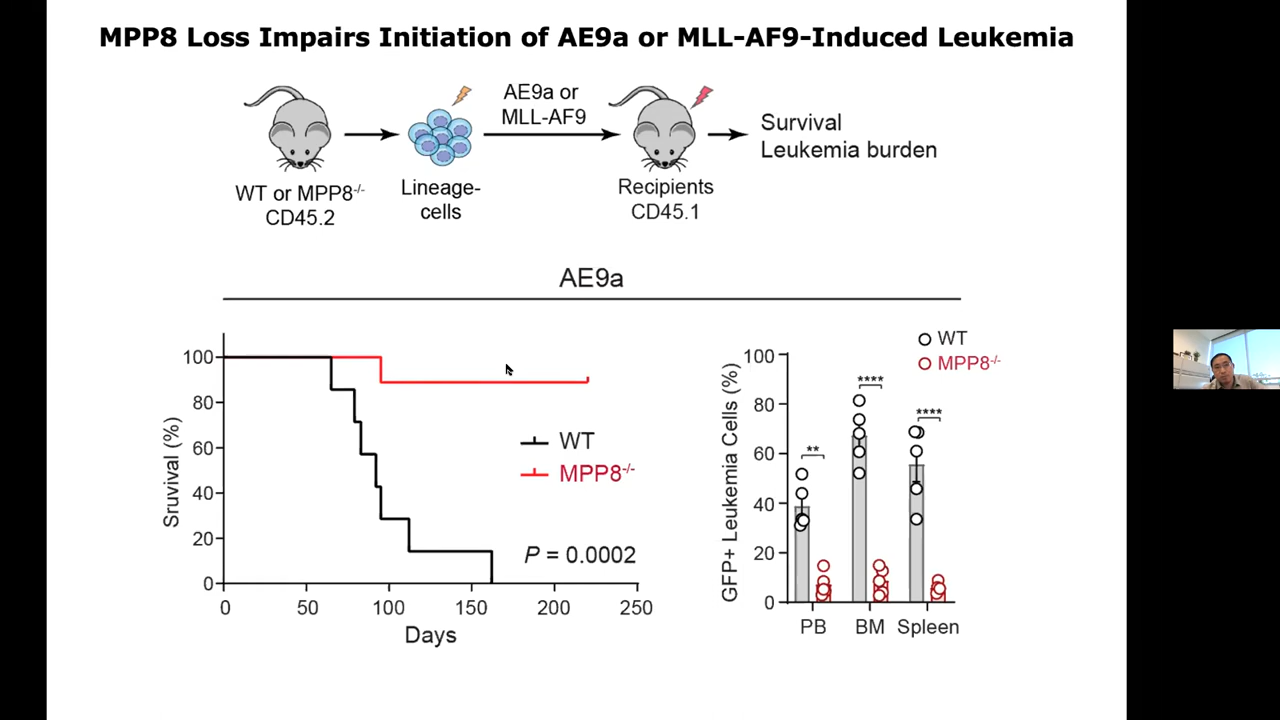 MPP8 Loss Impairs Initiation of AE9a or MLL-AF9-Induced Leukemia
AE9a or
MLL-AF9
WT or MPP8-/-
CD45.2
Lineage-
cells
Recipients
CD45.1
Survival
Leukemia burden
AE9a
Sruvival (%)
100
80
60
40
20
0
0 50 100 150 200 250
Days
WT
MPP8-/-
P = 0.0002
GFP+ Leukemia Cells (%)
100
80
60
40
20
0
WT
MPP8-/-
**
****
****
PB BM Spleen